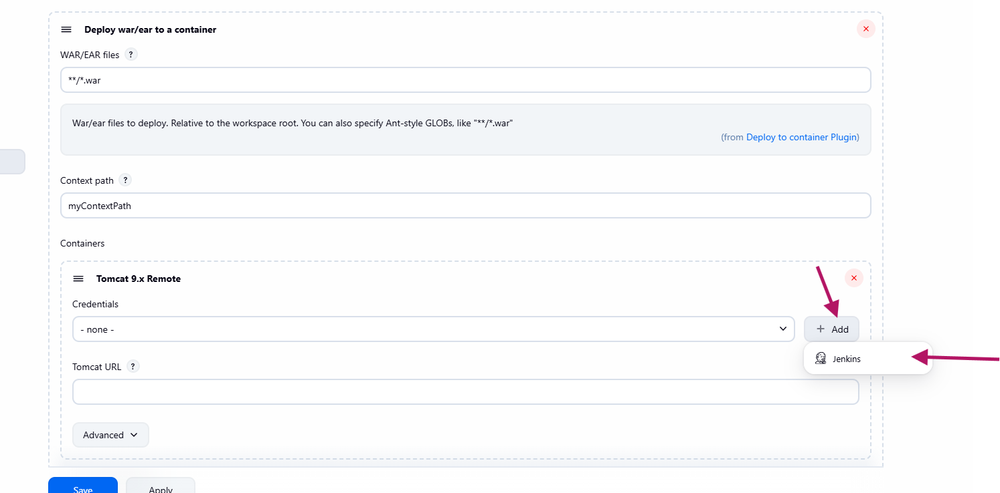 Deploy war/ear to a container
WAR/EAR files ?
**/*.war
War/ear files to deploy. Relative to the workspace root. You can also specify Ant-style GLOBs, like "**/*.war"
(from Deploy to container Plugin)
Context path ?
myContextPath
Containers
Tomcat 9.x Remote
Credentials
- none -
Add
Jenkins
Tomcat URL ?
Advanced
Save Apply